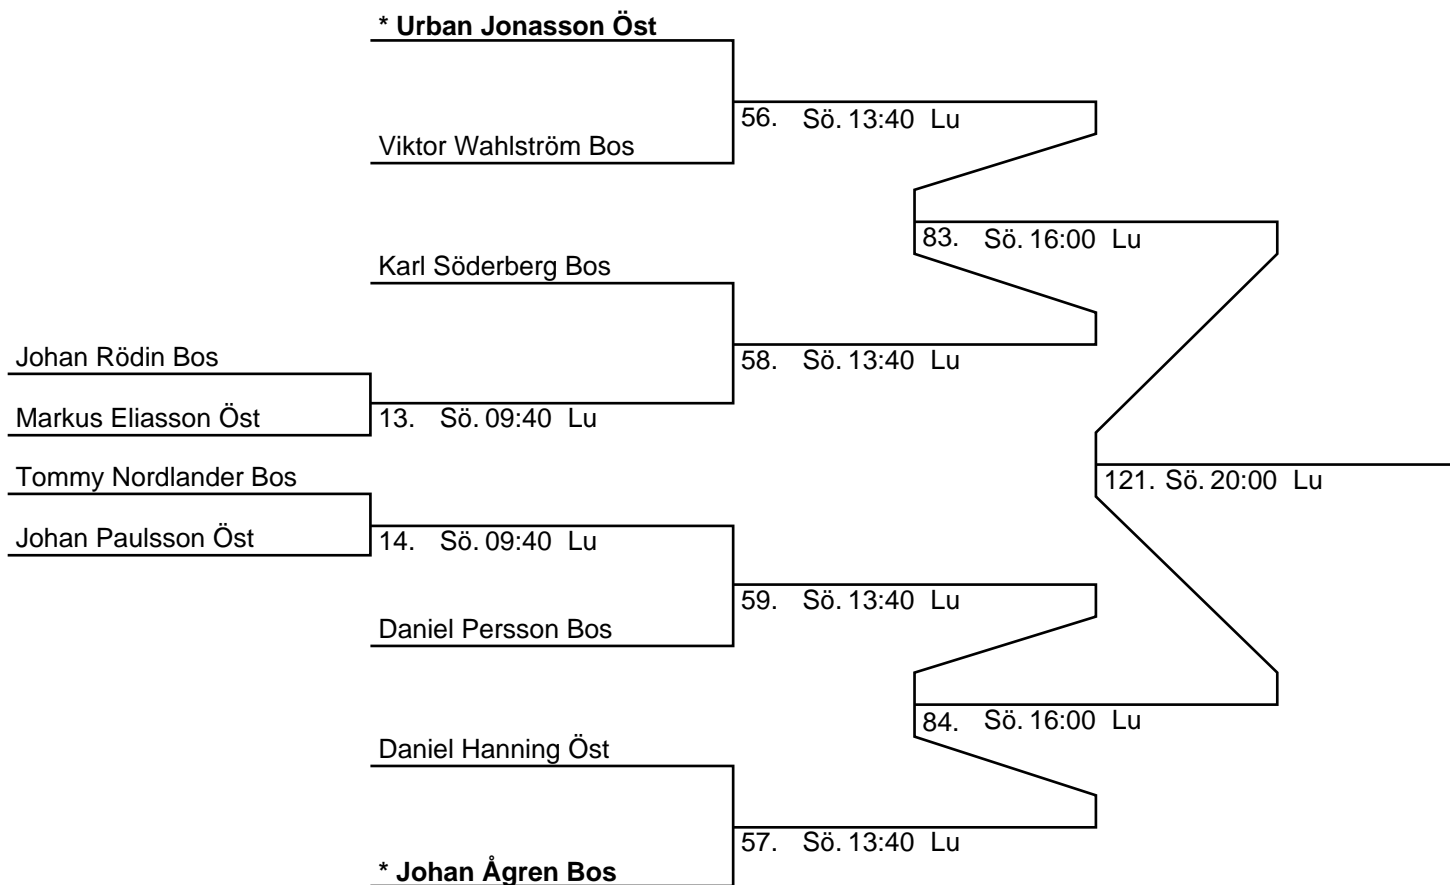 * Urban Jonasson Öst
56. Sö. 13:40 Lu
Viktor Wahlström Bos
83. Sö. 16:00 Lu
Karl Söderberg Bos
Johan Rödin Bos
58. Sö. 13:40 Lu
Markus Eliasson Öst
13. Sö. 09:40 Lu
Tommy Nordlander Bos
121. Sö. 20:00 Lu
Johan Paulsson Öst
14. Sö. 09:40 Lu
59. Sö. 13:40 Lu
Daniel Persson Bos
84. Sö. 16:00 Lu
Daniel Hanning Öst
57. Sö. 13:40 Lu
* Johan Ågren Bos